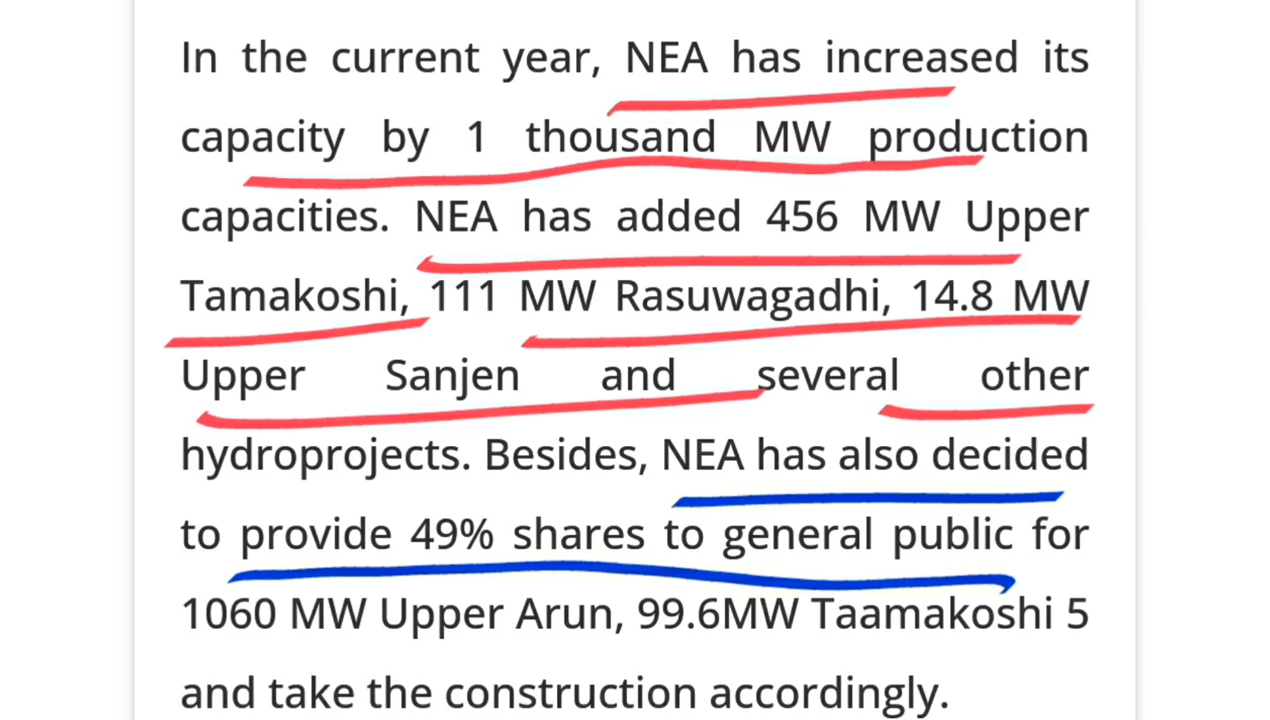 In the current year, NEA has increased its
capacity by 1 thousand MW production
capacities. NEA has added 456 MW Upper
Tamakoshi, 111 MW Rasuwagadhi, 14.8 MW
Upper Sanjen and several other
hydroprojects. Besides, NEA has also decided
to provide 49% shares to general public for
1060 MW Upper Arun, 99.6MW Taamakoshi 5
and take the construction accordingly.